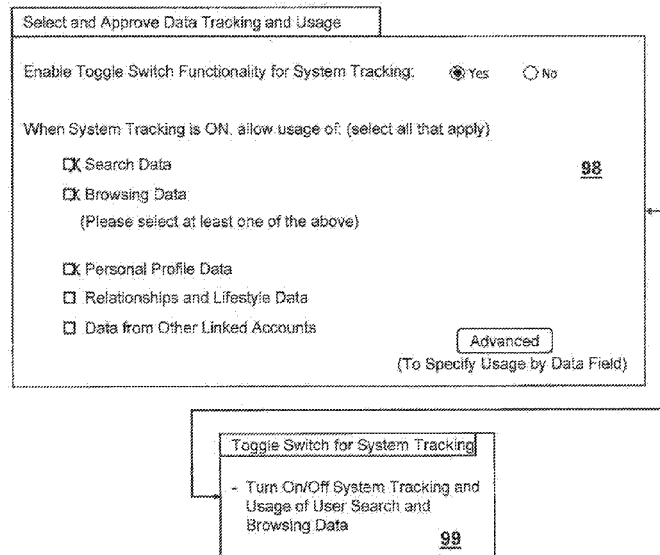 Select and Approve Data Tracking and Usage
Enable Toggle Switch Functionality for System Tracking: Yes No
When System Tracking is ON, allow usage of: (select all that apply)
X Search Data
98
X Browsing Data
(Please select at least one of the above)
X Personal Profile Data
Relationships and Lifestyle Data
Data from Other Linked Accounts
Advanced
(To Specify Usage by Data Field)
Toggle Switch for System Tracking
- Turn On/Off System Tracking and
Usage of User Search and
Browsing Data
99